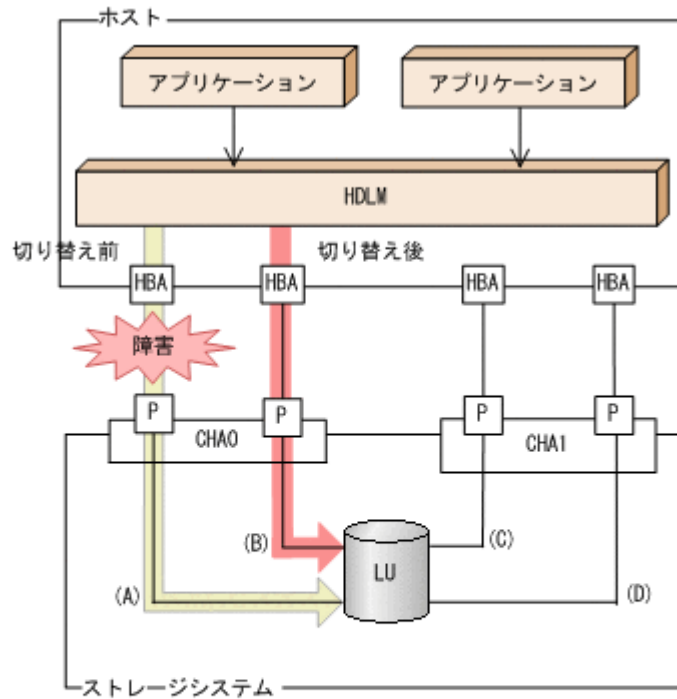 ホスト
アプリケーション
アプリケーション
HDLM
切り替え前
切り替え後
HBA
HBA
HBA
HBA
障害
P
P
P
P
CHA0
CHA1
(B)
(C)
LU
(A)
(D)
ストレージシステム